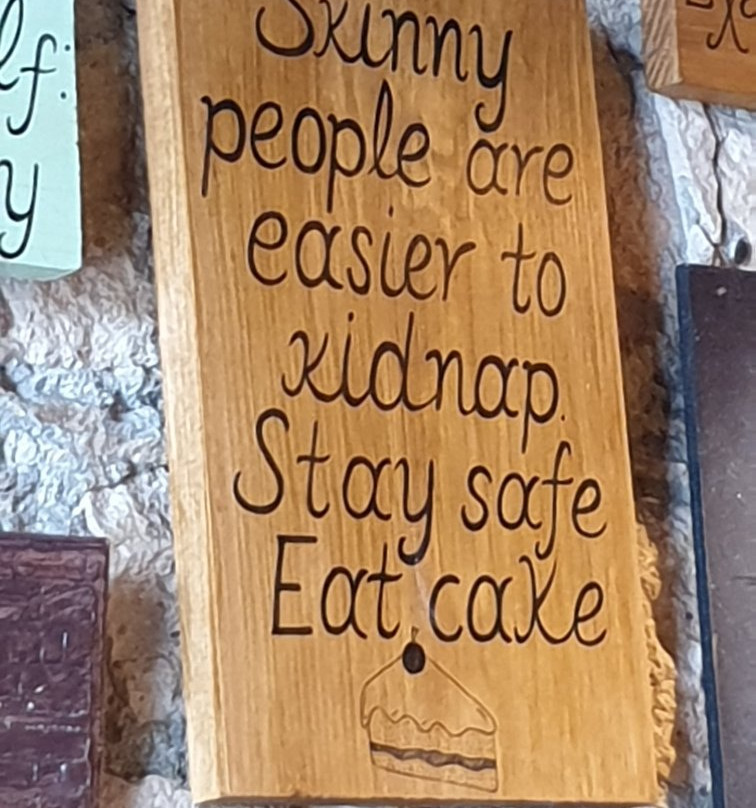 Skinny
people are
easier to
kidnap.
Stay safe
Eat cake